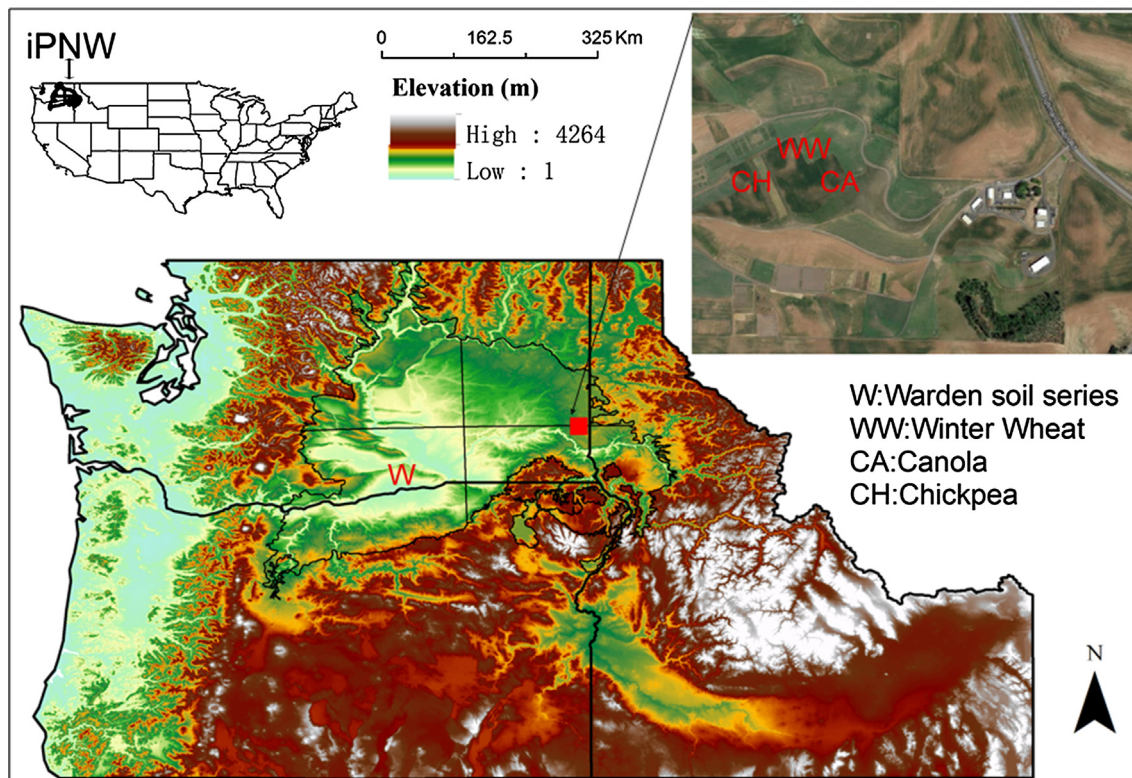 iPNW
0 162.5 325 Km
Elevation (m)
High : 4264
Low : 1
WW
CH CA
W:Warden soil series
WW:Winter Wheat
CA:Canola
CH:Chickpea
W
N